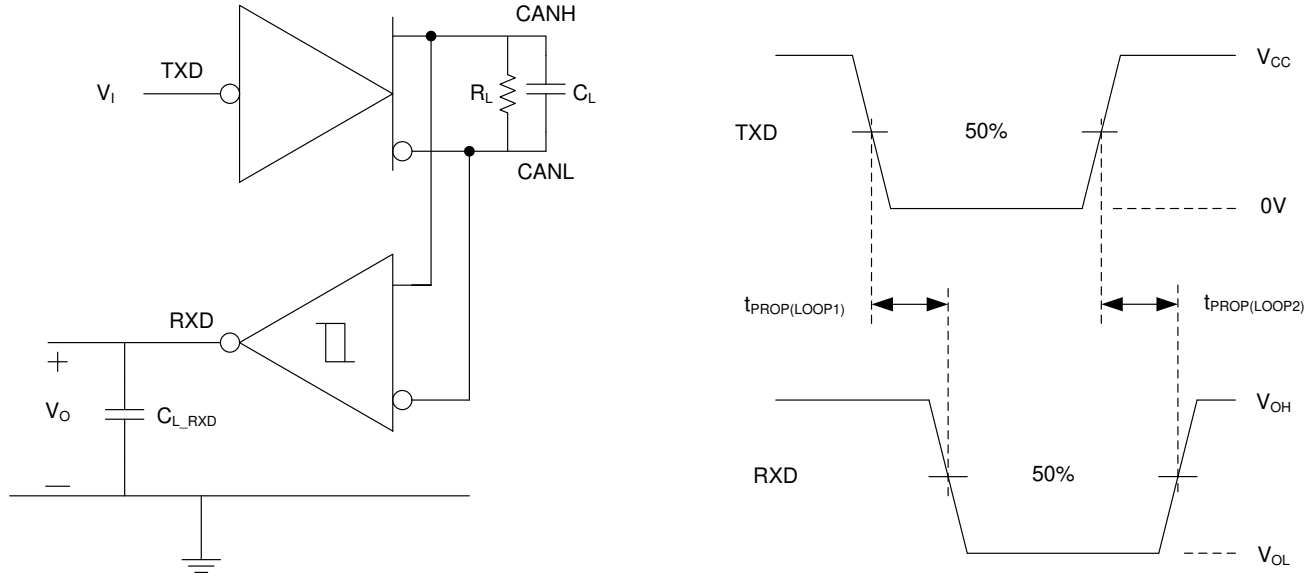 CANH
TXD
V_I
R_L
C_L
CANL
RXD
+
V_O
C_L_RXD
—
V_CC
TXD
50%
0V
t_PROP(LOOP1)
t_PROP(LOOP2)
V_OH
RXD
50%
V_OL